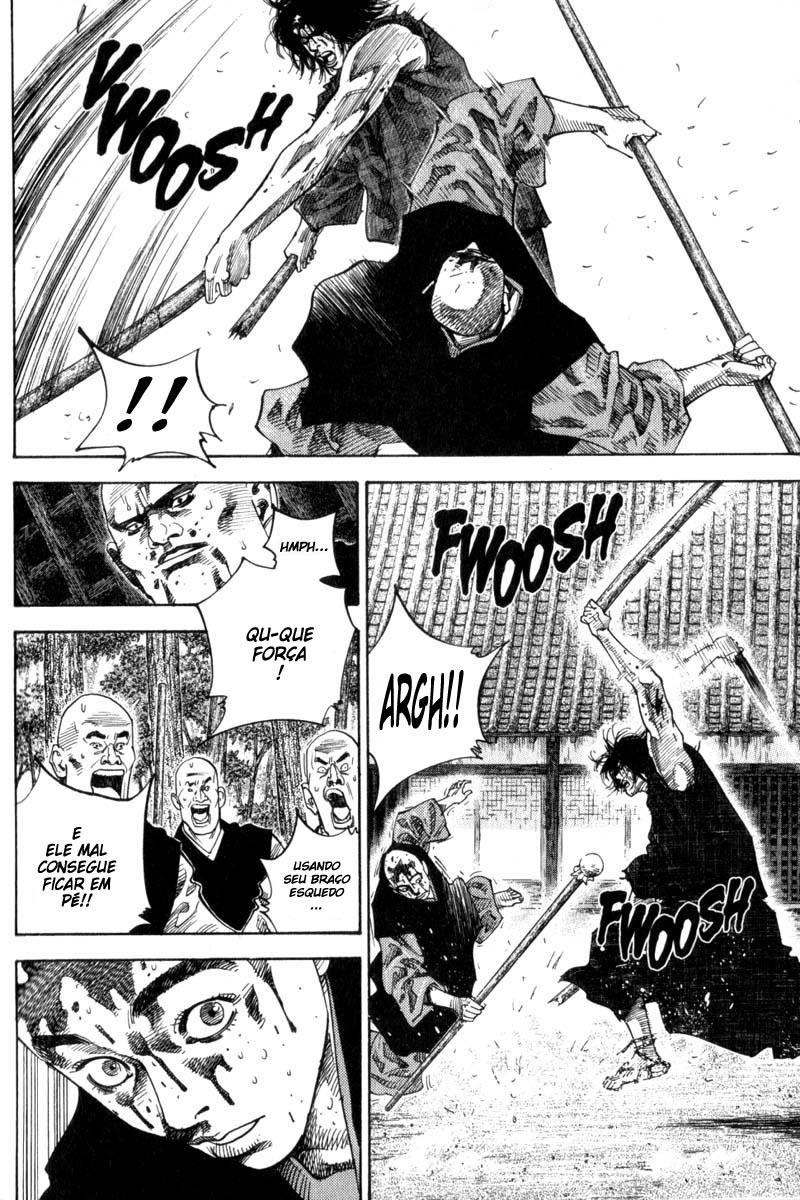 VWOOSH
!!
HMPH...
QU-QUE
FORÇA
!
E
ELE MAL
CONSEGUE
FICAR EM
PÉ!!
USANDO
SEU BRAÇO
ESQUEDO
...
FWOOSH
ARGH!!
FWOOSH